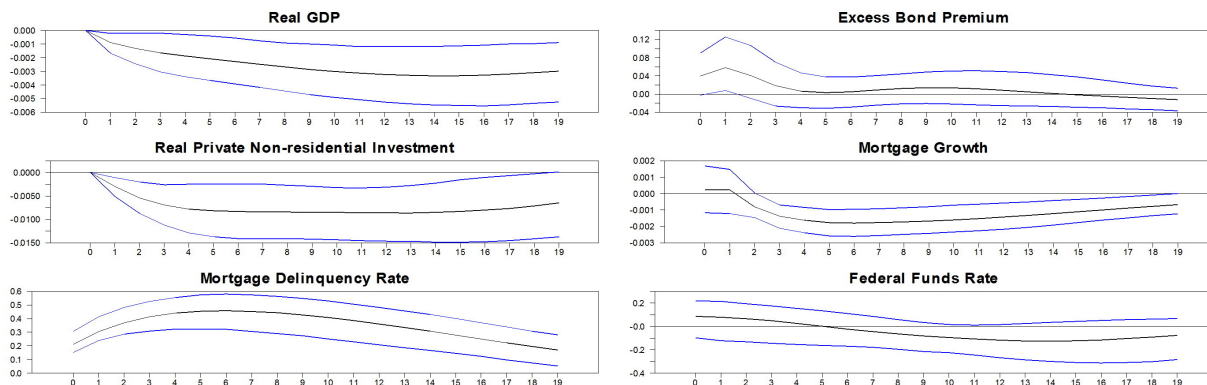 Real GDP
0.000
-0.001
-0.002
-0.003
-0.004
-0.005
-0.006
0 1 2 3 4 5 6 7 8 9 10 11 12 13 14 15 16 17 18 19
Excess Bond Premium
0.12
0.08
0.04
0.00
-0.04
0 1 2 3 4 5 6 7 8 9 10 11 12 13 14 15 16 17 18 19
Real Private Non-residential Investment
0.0000
-0.0050
-0.0100
-0.0150
0 1 2 3 4 5 6 7 8 9 10 11 12 13 14 15 16 17 18 19
Mortgage Growth
0.002
0.001
0.000
-0.001
-0.002
-0.003
0 1 2 3 4 5 6 7 8 9 10 11 12 13 14 15 16 17 18 19
Mortgage Delinquency Rate
0.6
0.5
0.4
0.3
0.2
0.1
0.0
0 1 2 3 4 5 6 7 8 9 10 11 12 13 14 15 16 17 18 19
Federal Funds Rate
0.2
-0.0
-0.2
-0.4
0 1 2 3 4 5 6 7 8 9 10 11 12 13 14 15 16 17 18 19